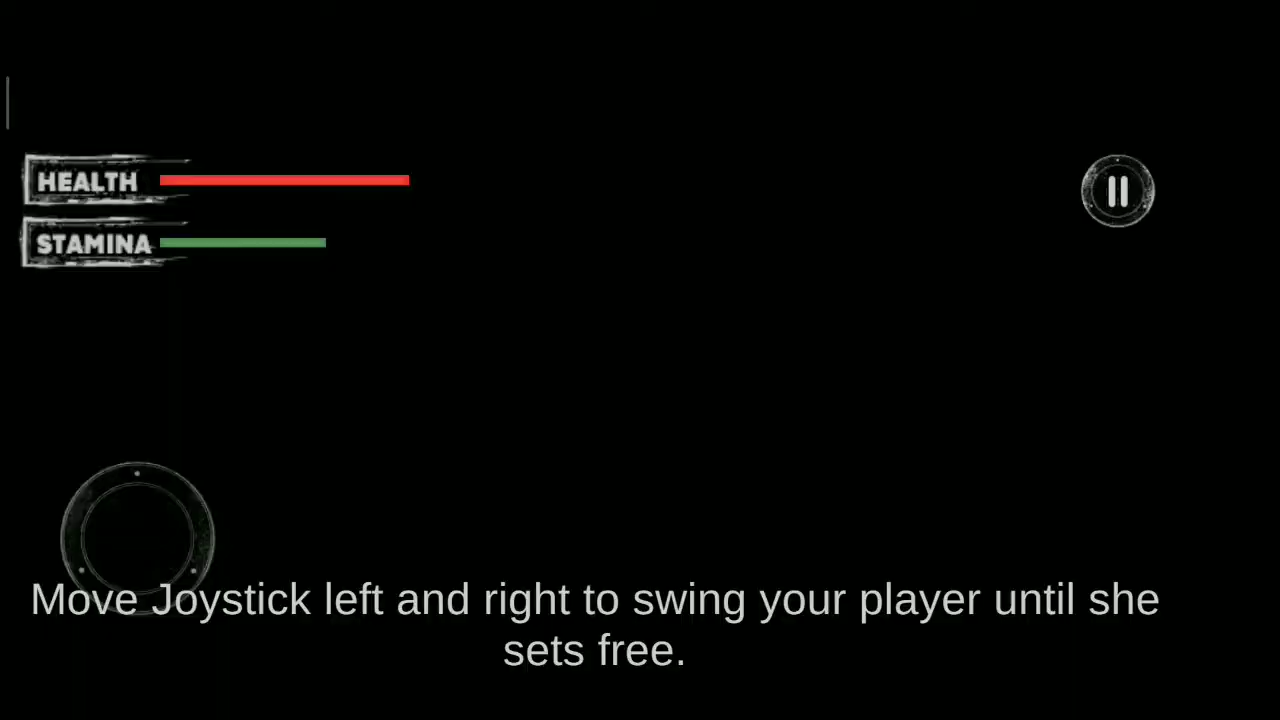 HEALTH
STAMINA
Move Joystick left and right to swing your player until she
sets free.